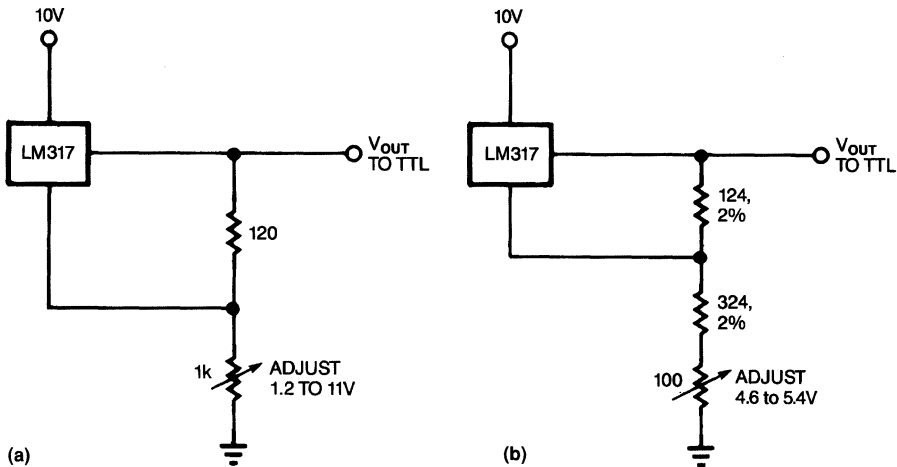 10V
LM317
VOUT
TO TTL
120
1k
ADJUST
1.2 TO 11V
(a)
10V
LM317
VOUT
TO TTL
124,
2%
324,
2%
100
ADJUST
4.6 to 5.4V
(b)